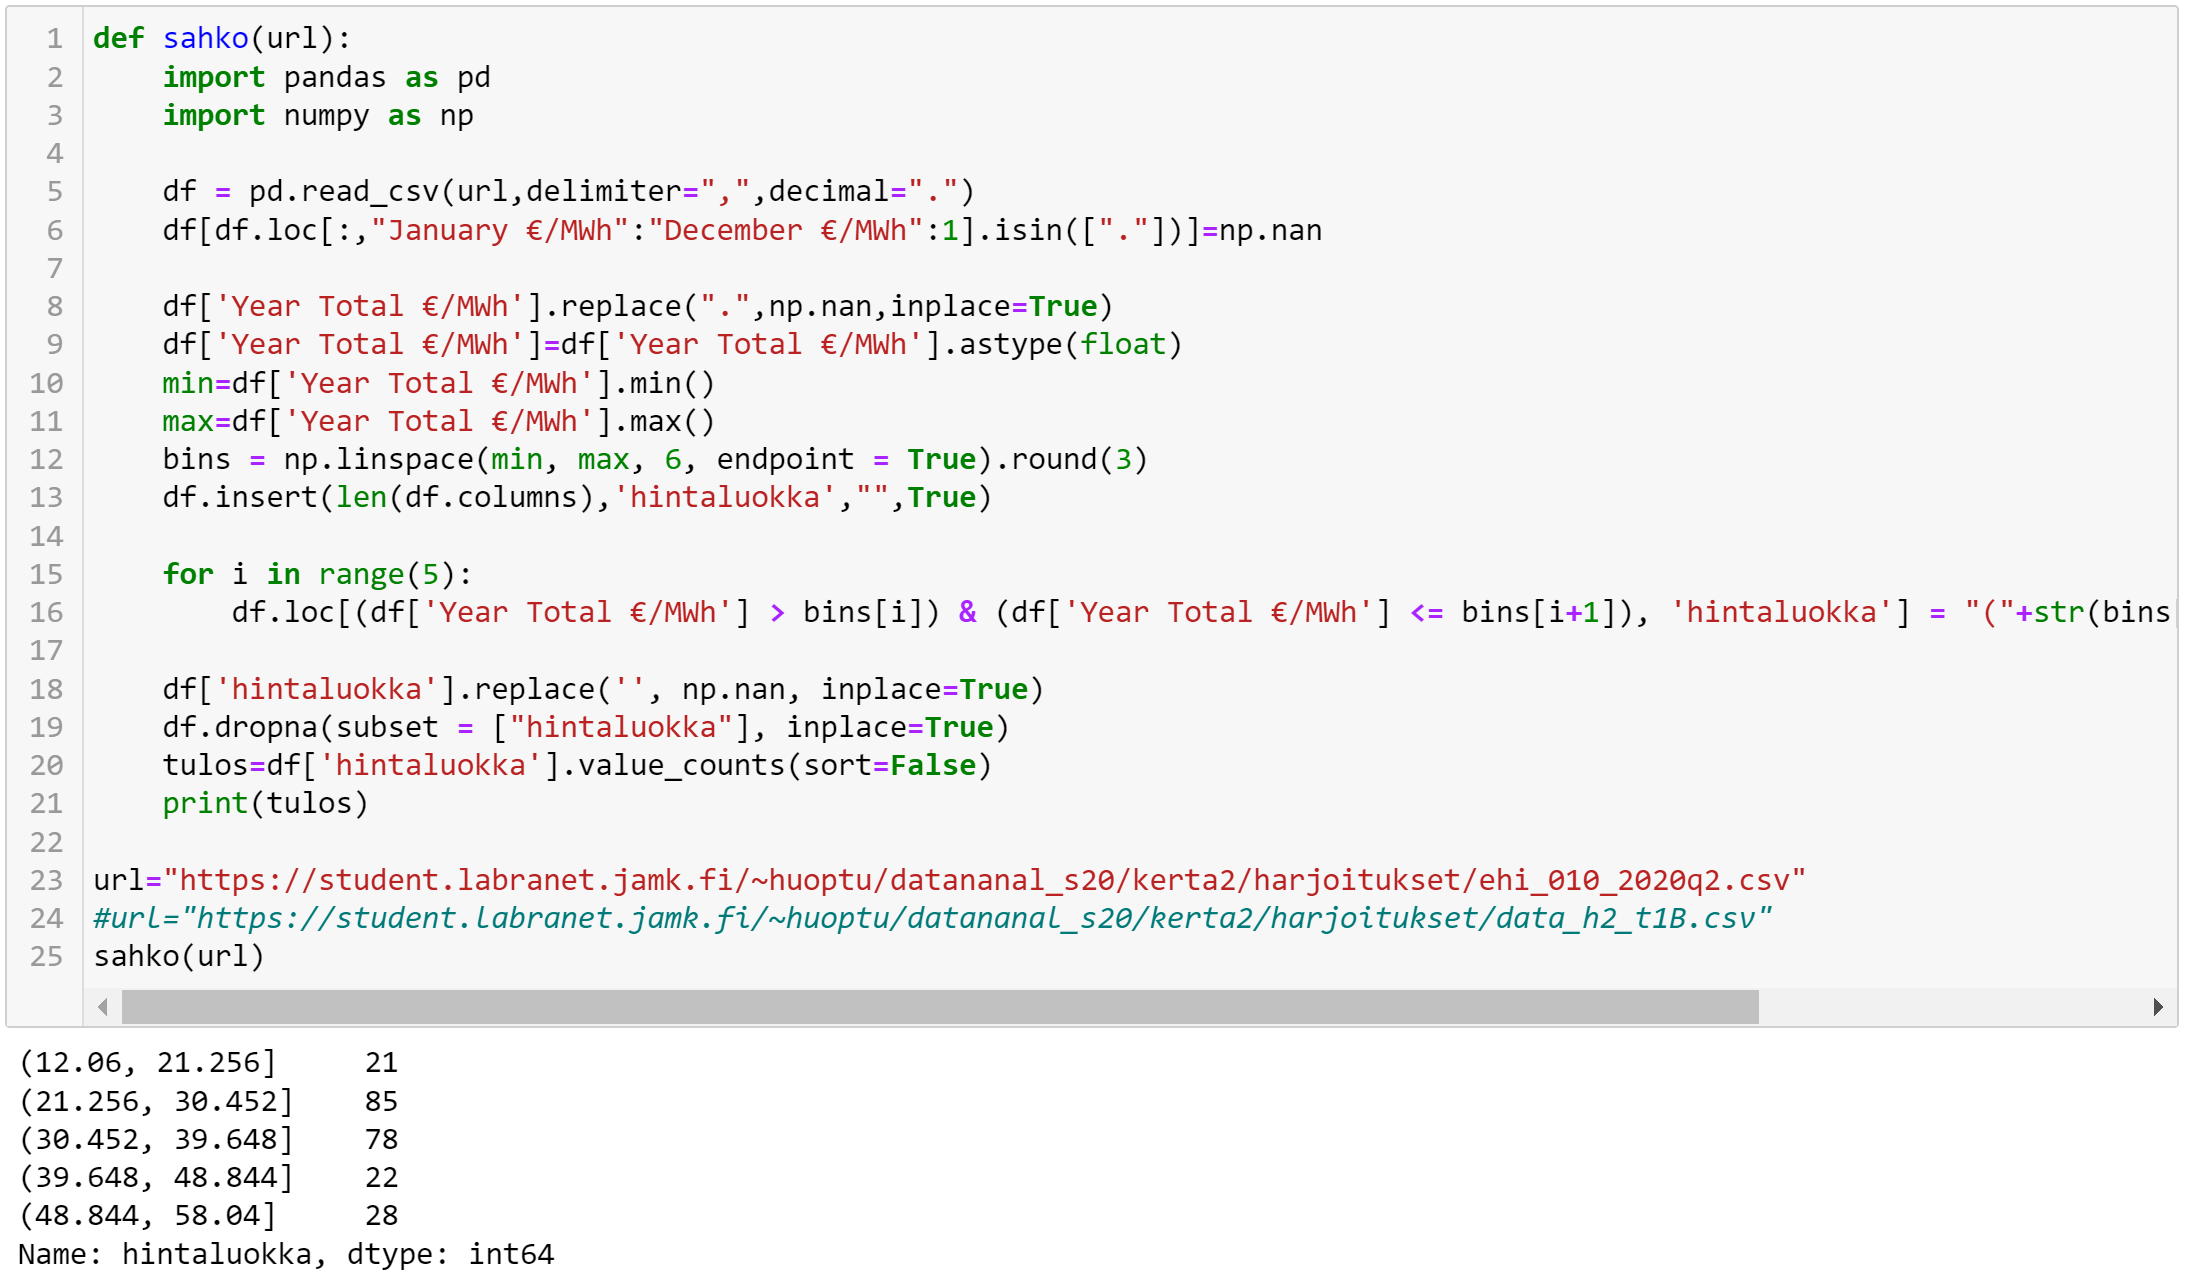 1 def sahko(url):
2     import pandas as pd
3     import numpy as np
4
5     df = pd.read_csv(url,delimiter=",",decimal=".")
6     df[df.loc[:,"January €/MWh":"December €/MWh":1].isin(["."])]=np.nan
7
8     df['Year Total €/MWh'].replace(".",np.nan,inplace=True)
9     df['Year Total €/MWh']=df['Year Total €/MWh'].astype(float)
10     min=df['Year Total €/MWh'].min()
11     max=df['Year Total €/MWh'].max()
12     bins = np.linspace(min, max, 6, endpoint = True).round(3)
13     df.insert(len(df.columns),'hintaluokka',"",True)
14
15     for i in range(5):
16         df.loc[(df['Year Total €/MWh'] > bins[i]) & (df['Year Total €/MWh'] <= bins[i+1]), 'hintaluokka'] = "("+str(bins[
17
18     df['hintaluokka'].replace('', np.nan, inplace=True)
19     df.dropna(subset = ["hintaluokka"], inplace=True)
20     tulos=df['hintaluokka'].value_counts(sort=False)
21     print(tulos)
22
23 url="https://student.labranet.jamk.fi/~huoptu/datananal_s20/kerta2/harjoitukset/ehi_010_2020q2.csv"
24 #url="https://student.labranet.jamk.fi/~huoptu/datananal_s20/kerta2/harjoitukset/data_h2_t1B.csv"
25 sahko(url)
(12.06, 21.256]     21
(21.256, 30.452]    85
(30.452, 39.648]    78
(39.648, 48.844]    22
(48.844, 58.04]     28
Name: hintaluokka, dtype: int64